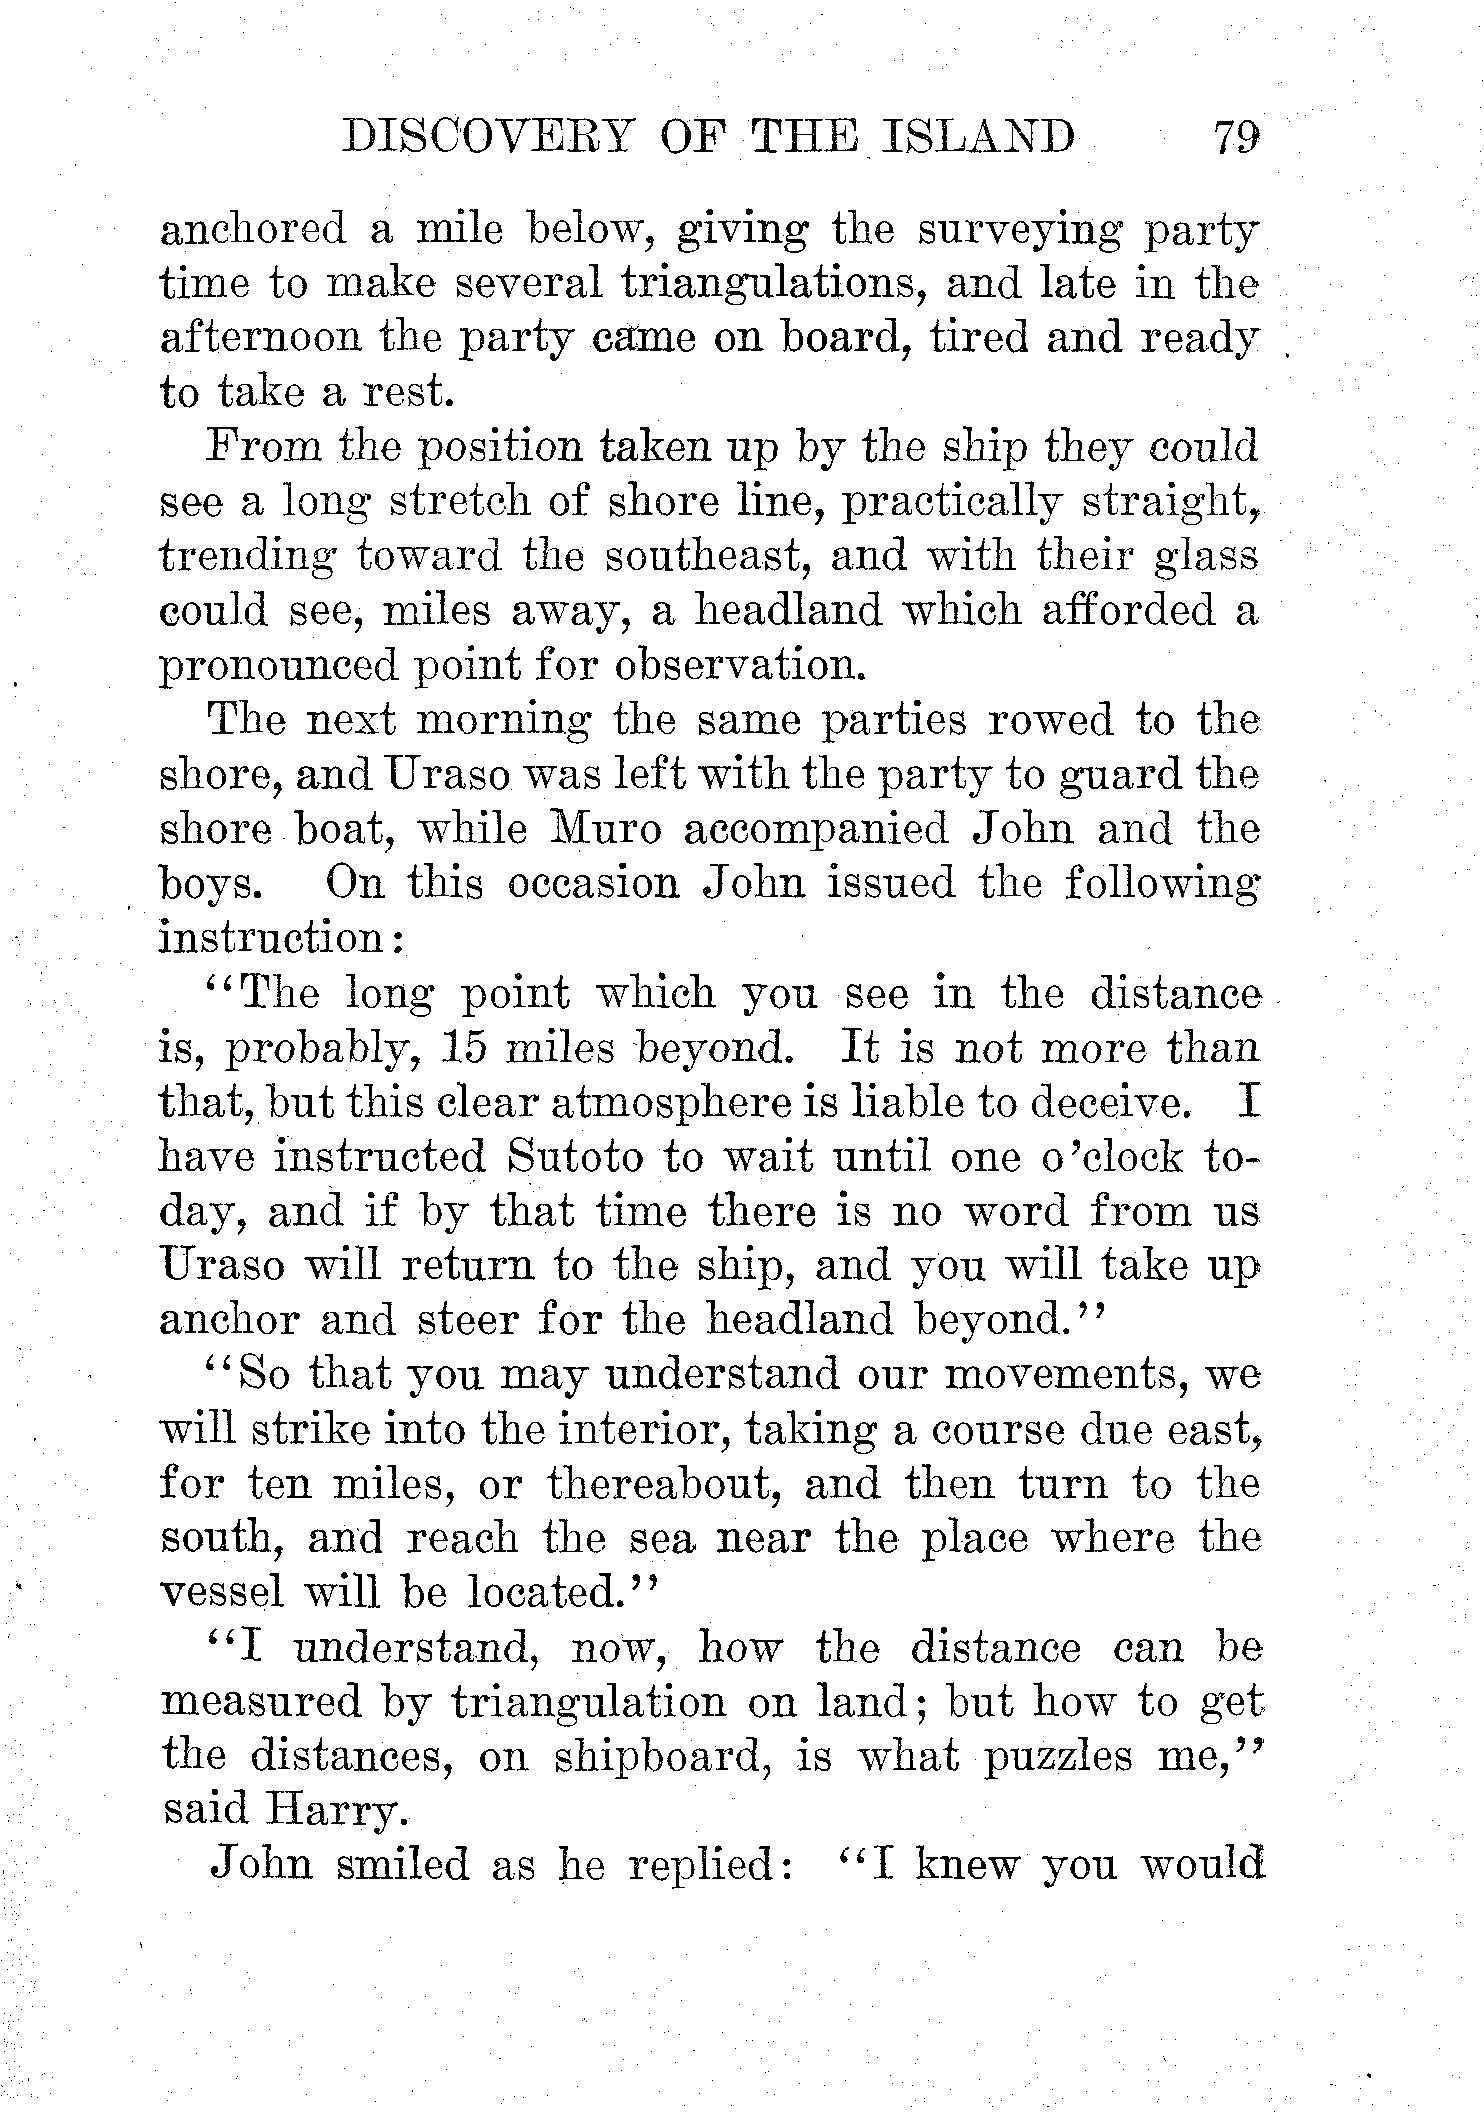 DISCOVERY OF THE ISLAND 79
anchored a mile below, giving the surveying party
time to make several triangulations, and late in the
afternoon the party came on board, tired and ready
to take a rest.
From the position taken up by the ship they could
see a long stretch of shore line, practically straight,
trending toward the southeast, and with their glass
could see, miles away, a headland which afforded a
pronounced point for observation.
The next morning the same parties rowed to the
shore, and Uraso was left with the party to guard the
shore boat, while Muro accompanied John and the
boys. On this occasion John issued the following
instruction:
"The long point which you see in the distance
is, probably, 15 miles beyond. It is not more than
that, but this clear atmosphere is liable to deceive. I
have instructed Sutoto to wait until one o'clock to-
day, and if by that time there is no word from us
Uraso will return to the ship, and you will take up
anchor and steer for the headland beyond."
"So that you may understand our movements, we
will strike into the interior, taking a course due east,
for ten miles, or thereabout, and then turn to the
south, and reach the sea near the place where the
vessel will be located."
"I understand, now, how the distance can be
measured by triangulation on land; but how to get
the distances, on shipboard, is what puzzles me,"
said Harry.
John smiled as he replied: "I knew you would